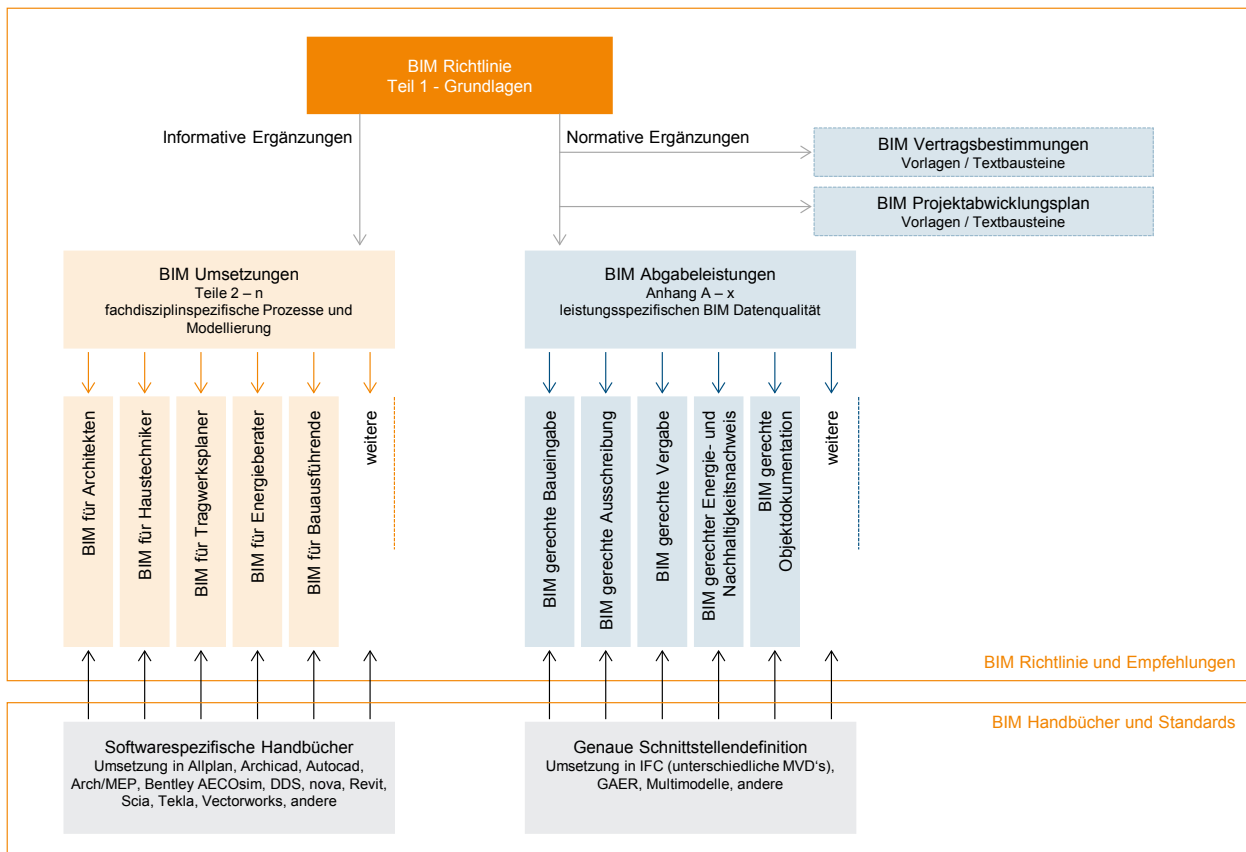 BIM Richtlinie
Teil 1 - Grundlagen
Informative Ergänzungen
Normative Ergänzungen
BIM Vertragsbestimmungen
Vorlagen / Textbausteine
BIM Projektabwicklungsplan
Vorlagen / Textbausteine
BIM Umsetzungen
Teile 2 – n
fachdisziplinspezifische Prozesse und
Modellierung
BIM Abgabeleistungen
Anhang A – x
leistungsspezifischen BIM Datenqualität
BIM für Architekten
BIM für Haustechniker
BIM für Tragwerksplaner
BIM für Energieberater
BIM für Bauausführende
weitere
BIM gerechte Baueingabe
BIM gerechte Ausschreibung
BIM gerechte Vergabe
BIM gerechter Energie- und
Nachhaltigkeitsnachweis
BIM gerechte
Objektdokumentation
weitere
BIM Richtlinie und Empfehlungen
BIM Handbücher und Standards
Softwarespezifische Handbücher
Umsetzung in Allplan, Archicad, Autocad,
Arch/MEP, Bentley AECOsim, DDS, nova, Revit,
Scia, Tekla, Vectorworks, andere
Genaue Schnittstellendefinition
Umsetzung in IFC (unterschiedliche MVD‘s),
GAER, Multimodelle, andere